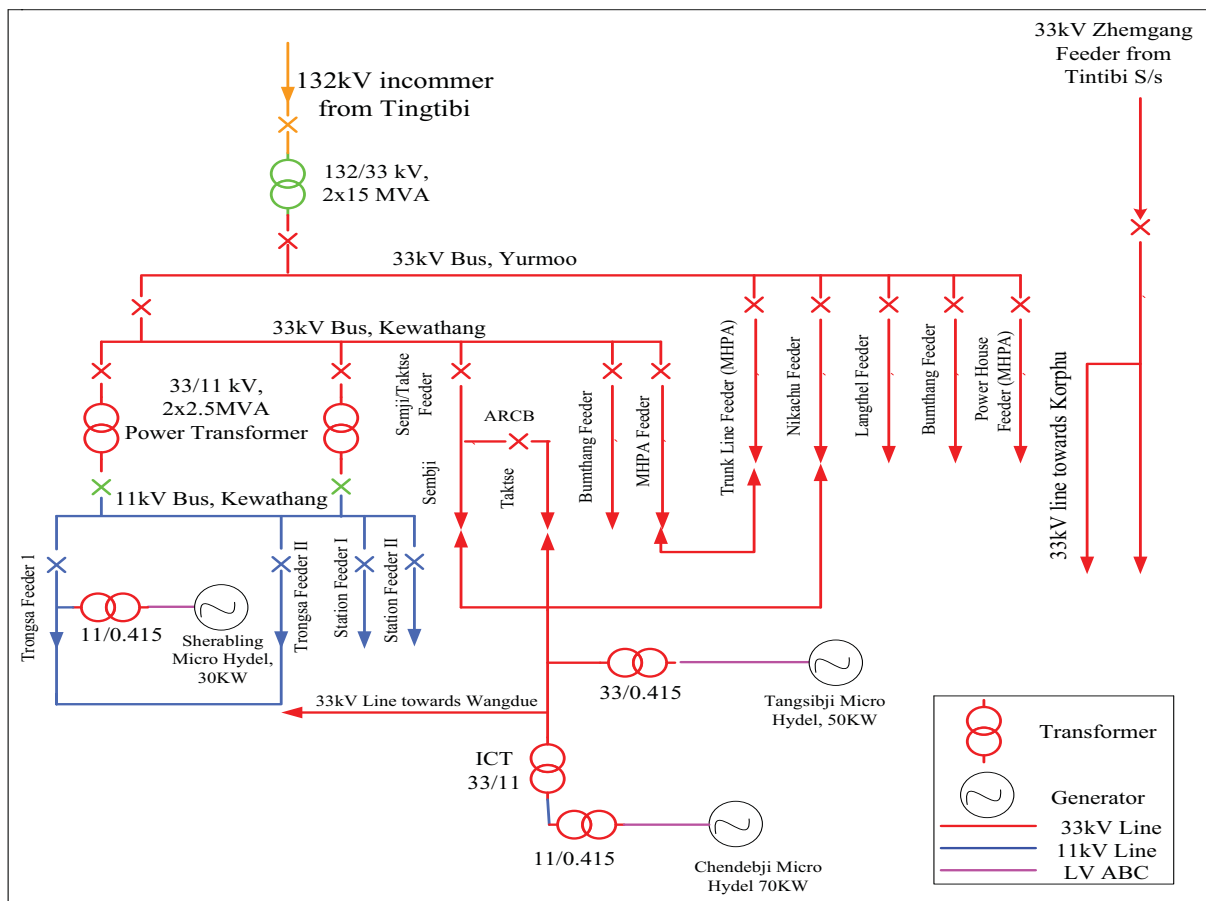 33kV Zhemgang
Feeder from
Tintibi S/s
132kV incommer
from Tingtibi
132/33 kV,
2x15 MVA
33kV Bus, Yurmoo
33kV Bus, Kewathang
33/11 kV,
2x2.5MVA
Power Transformer
Semji/Taktse
Feeder
ARCB
Sembji
Taktse
Bumthang Feeder
MHPA Feeder
Trunk Line Feeder (MHPA)
Nikachu Feeder
Langthel Feeder
Bumthang Feeder
Power House
Feeder (MHPA)
33kV line towards Korphu
11kV Bus, Kewathang
Trongsa Feeder 1
11/0.415
Sherabling
Micro Hydel,
30KW
Trongsa Feeder II
Station Feeder I
Station Feeder II
33/0.415
Tangsibji Micro
Hydel, 50KW
33kV Line towards Wangdue
ICT
33/11
11/0.415
Chendebji Micro
Hydel 70KW
Transformer
Generator
33kV Line
11kV Line
LV ABC